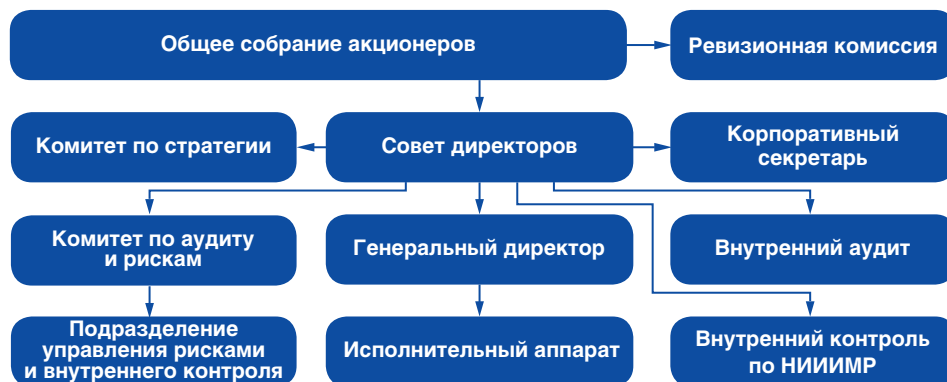 Общее собрание акционеров
Ревизионная комиссия
Комитет по стратегии
Совет директоров
Корпоративный
секретарь
Комитет по аудиту
и рискам
Генеральный директор
Внутренний аудит
Подразделение
управления рисками
и внутреннего контроля
Исполнительный аппарат
Внутренний контроль
по НИИИМР